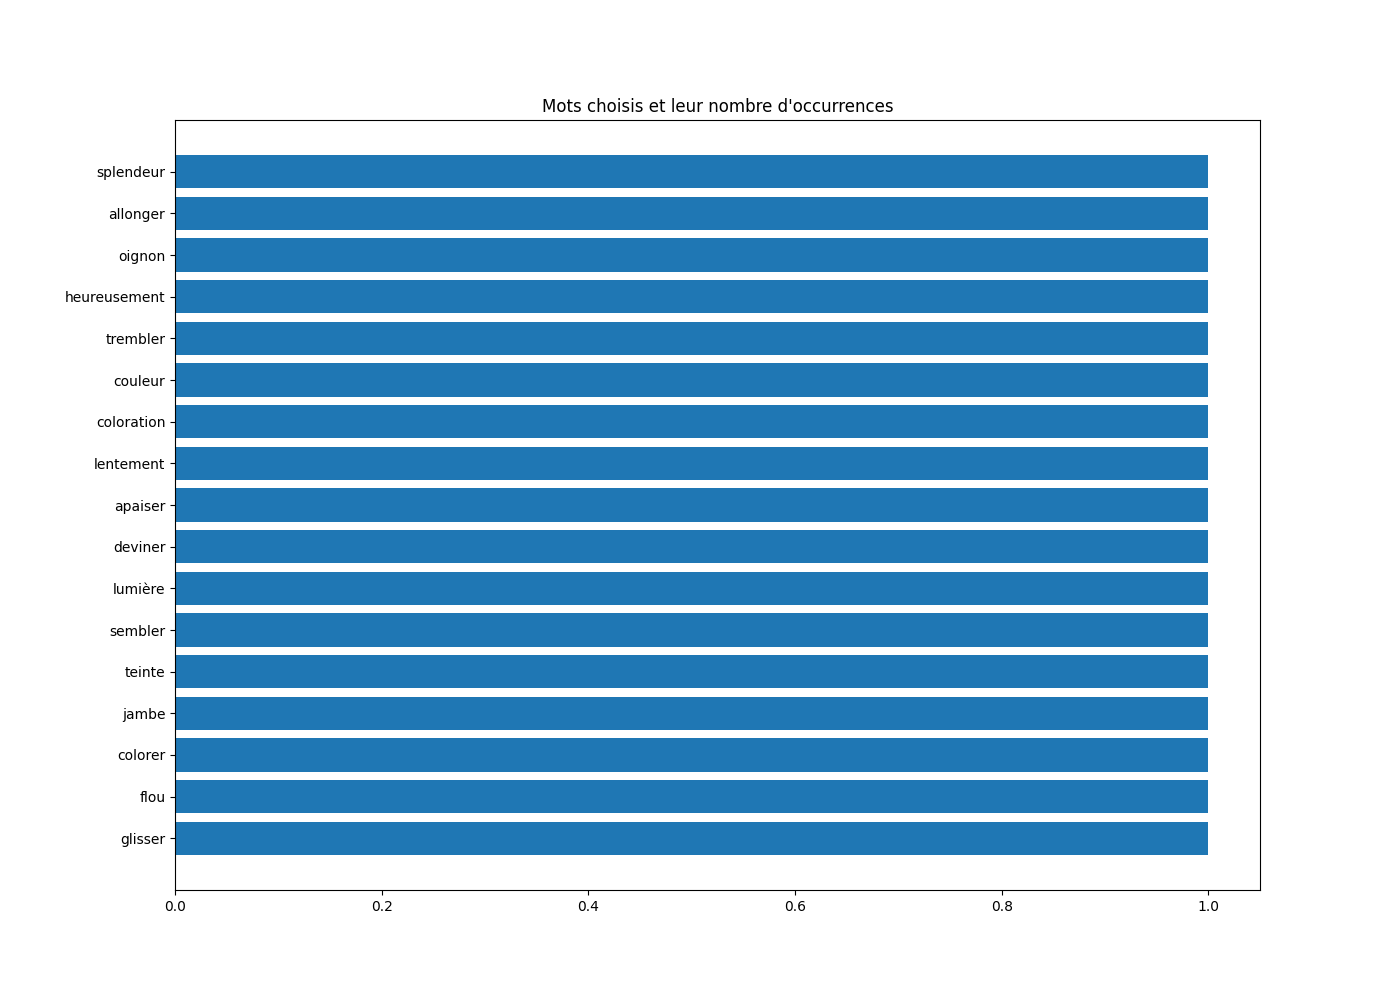 Mots choisis et leur nombre d'occurrences
splendeur
allonger
oignon
heureusement
trembler
couleur
coloration
lentement
apaiser
deviner
lumière
sembler
teinte
jambe
colorer
flou
glisser
0.0 0.2 0.4 0.6 0.8 1.0